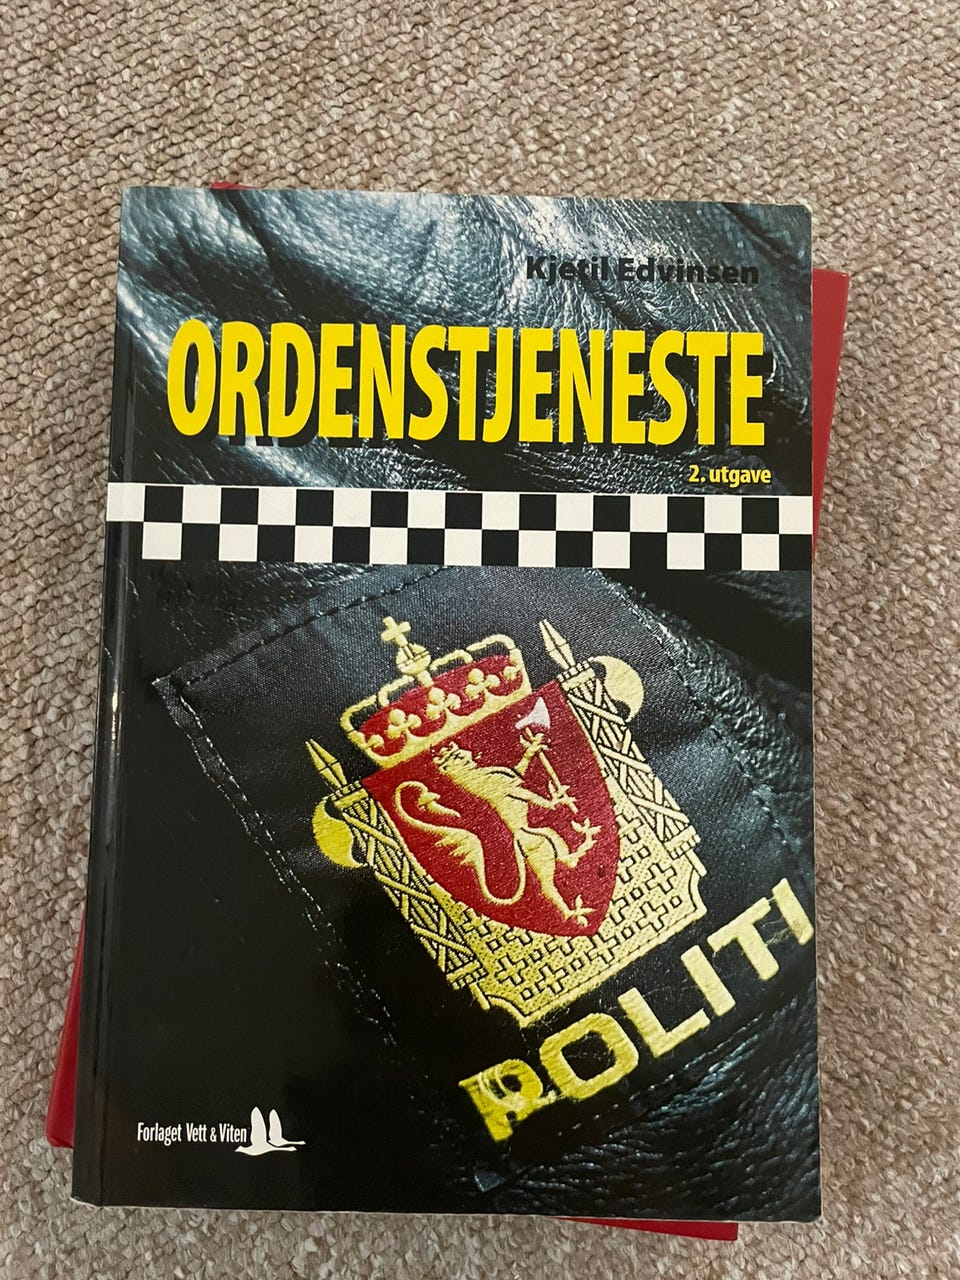 Kjetil Edvinsen
ORDENSTJENESTE
2. utgave
POLITI
Forlaget Vett & Viten